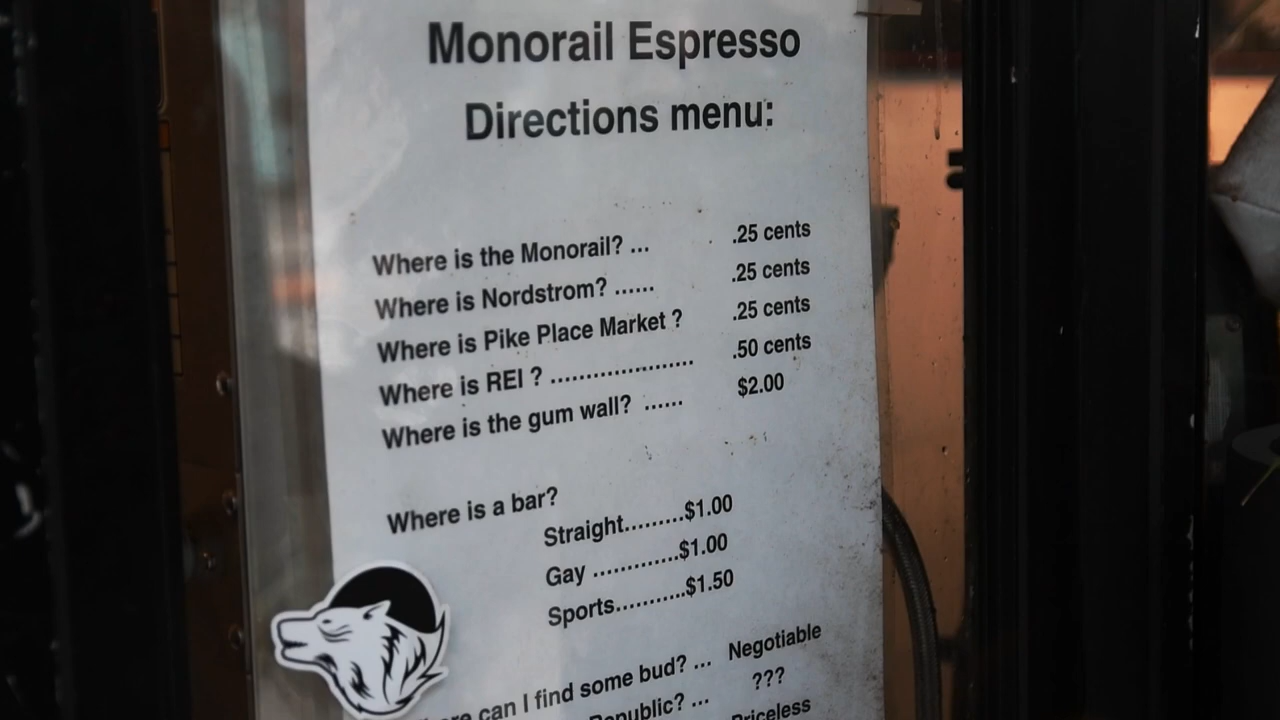 Monorail Espresso
Directions menu:
Where is the Monorail? ... .25 cents
Where is Nordstrom? ...... .25 cents
Where is Pike Place Market ? .25 cents
Where is REI ? ..................... .50 cents
Where is the gum wall? ...... $2.00
Where is a bar?
Straight.........$1.00
Gay .............$1.00
Sports...........$1.50
can I find some bud? ... Negotiable
Republic? ... ???
Priceless